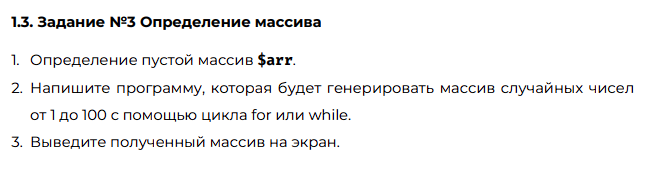 1.3. Задание №3 Определение массива
1. Определение пустой массив $arr.
2. Напишите программу, которая будет генерировать массив случайных чисел
от 1 до 100 с помощью цикла for или while.
3. Выведите полученный массив на экран.